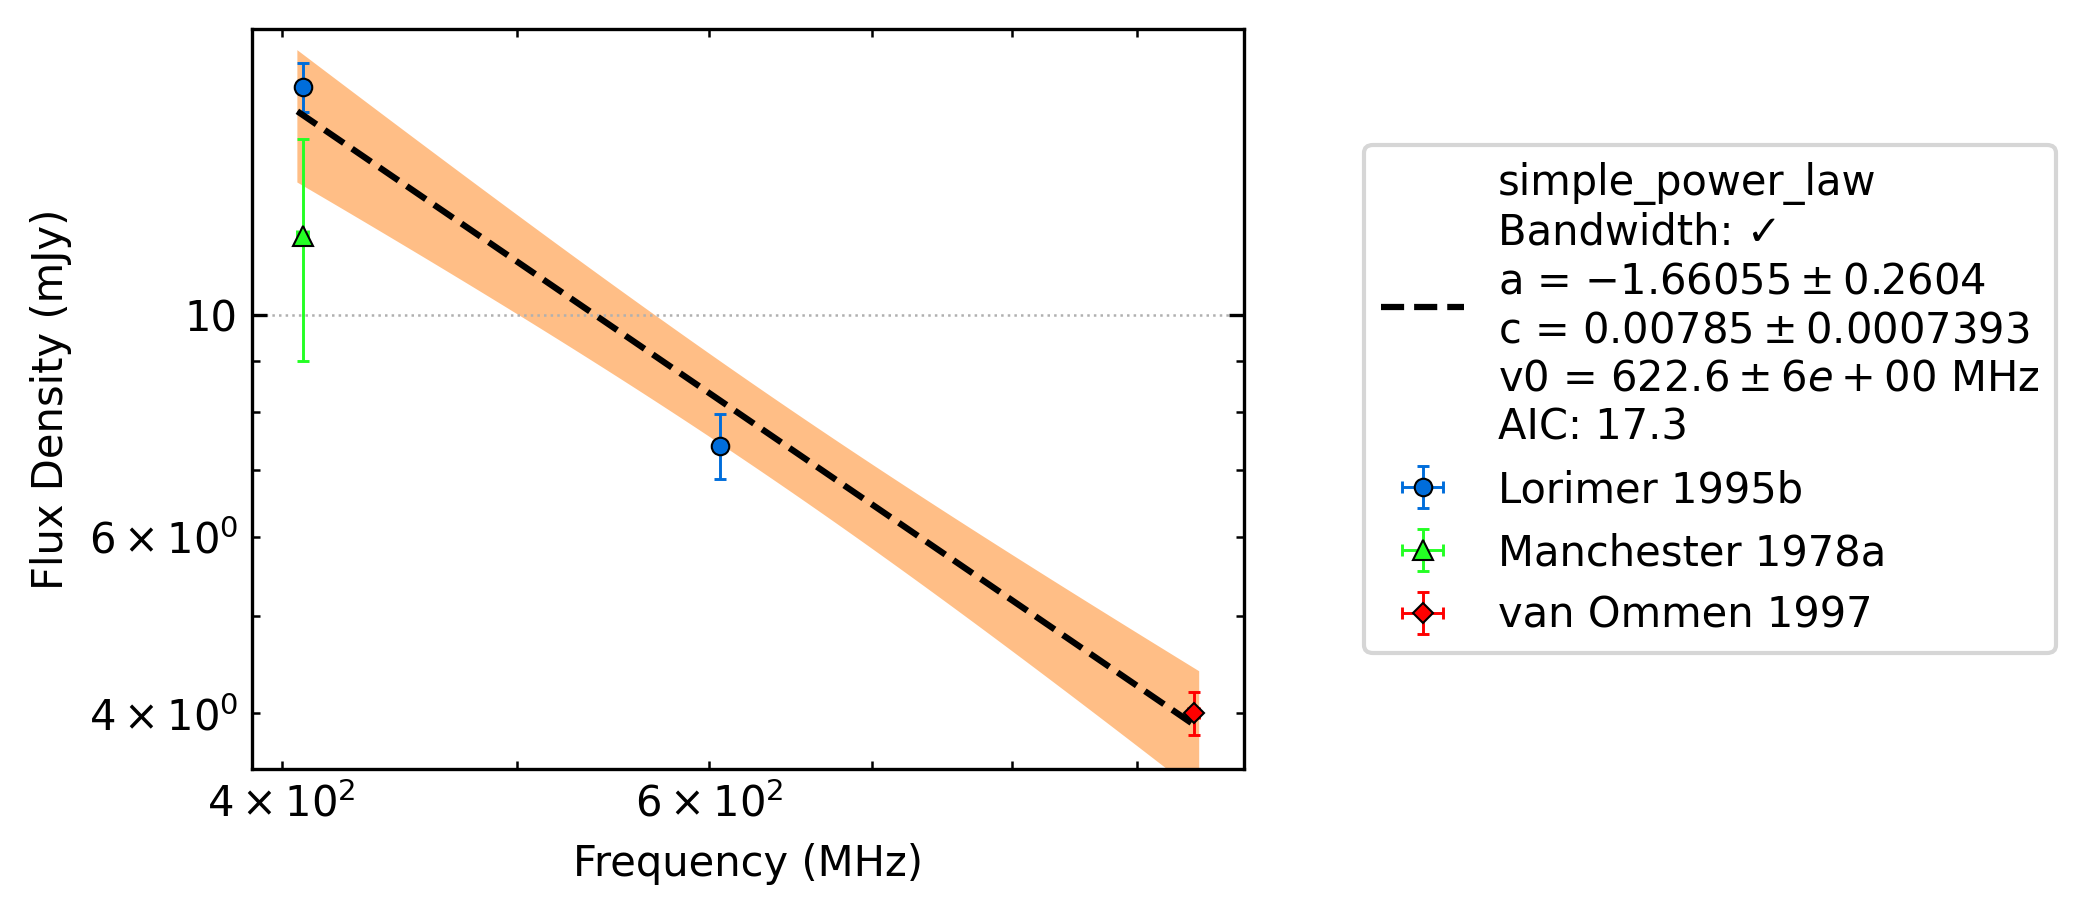 Flux Density (mJy)
10
6 × 10⁰
4 × 10⁰
4 × 10²
6 × 10²
Frequency (MHz)
simple_power_law
Bandwidth: ✓
a = −1.66055 ± 0.2604
c = 0.00785 ± 0.0007393
v0 = 622.6 ± 6e + 00 MHz
AIC: 17.3
Lorimer 1995b
Manchester 1978a
van Ommen 1997